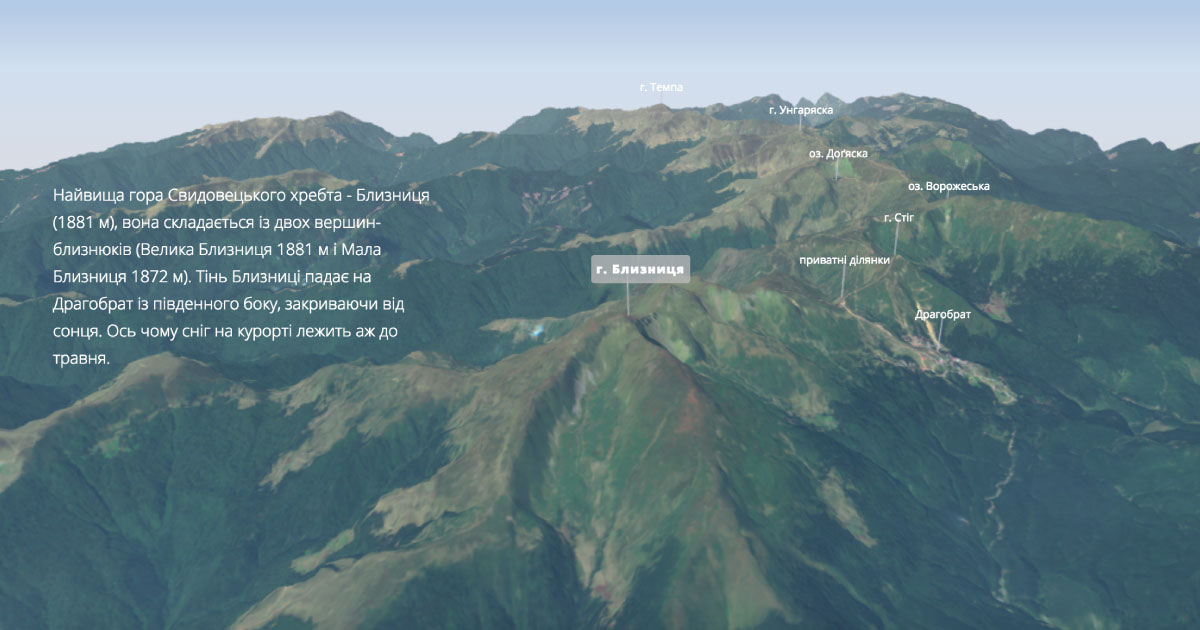 г. Темпа
г. Унгаряска
оз. Доґяска
оз. Ворожеська
г. Стіг
приватні ділянки
г. Близниця
Драгобрат
Найвища гора Свидовецького хребта - Близниця
(1881 м), вона складається із двох вершин-
близнюків (Велика Близниця 1881 м і Мала
Близниця 1872 м). Тінь Близниці падає на
Драгобрат із південного боку, закриваючи від
сонця. Ось чому сніг на курорті лежить аж до
травня.